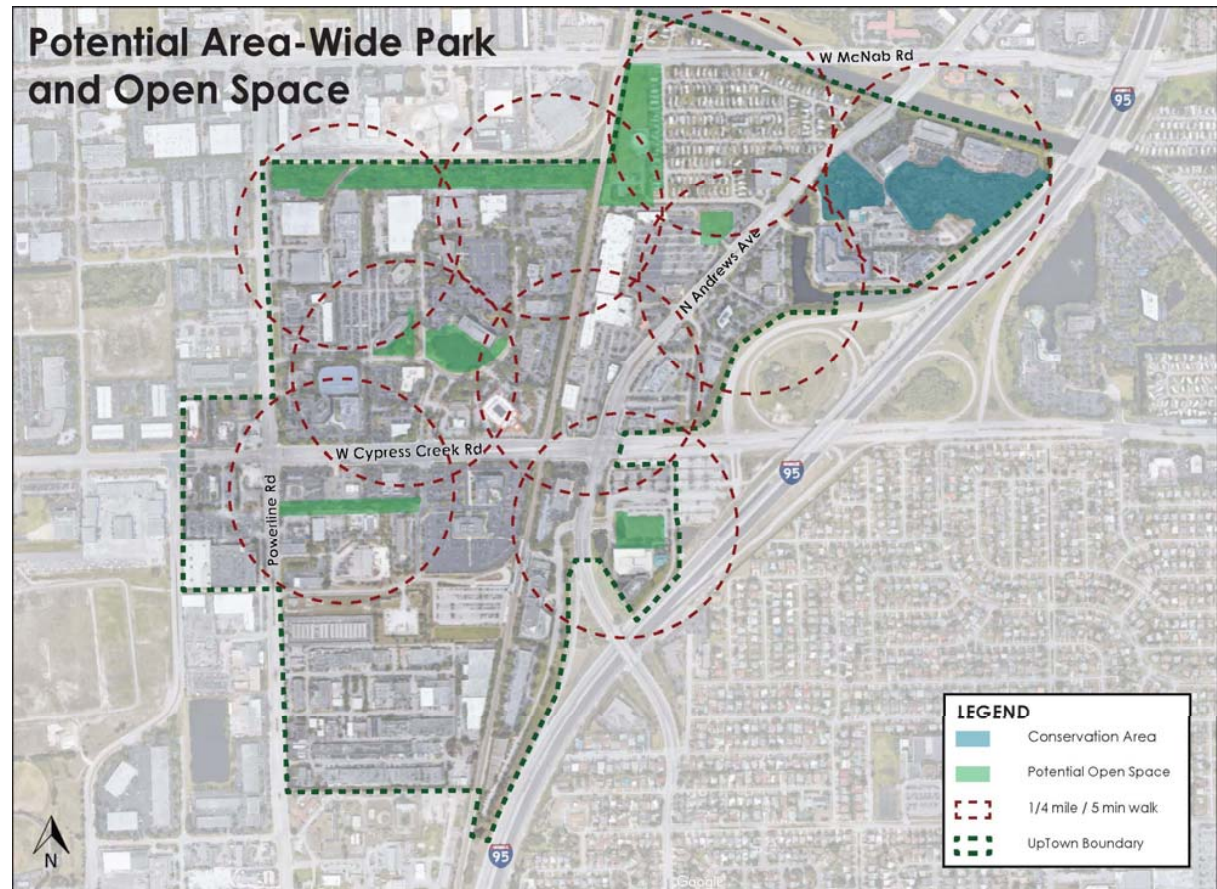 Potential Area-Wide Park
and Open Space
W McNab Rd
95
N Andrews Ave
W Cypress Creek Rd
Powerline Rd
95
95
LEGEND
Conservation Area
Potential Open Space
1/4 mile / 5 min walk
UpTown Boundary
N
Google